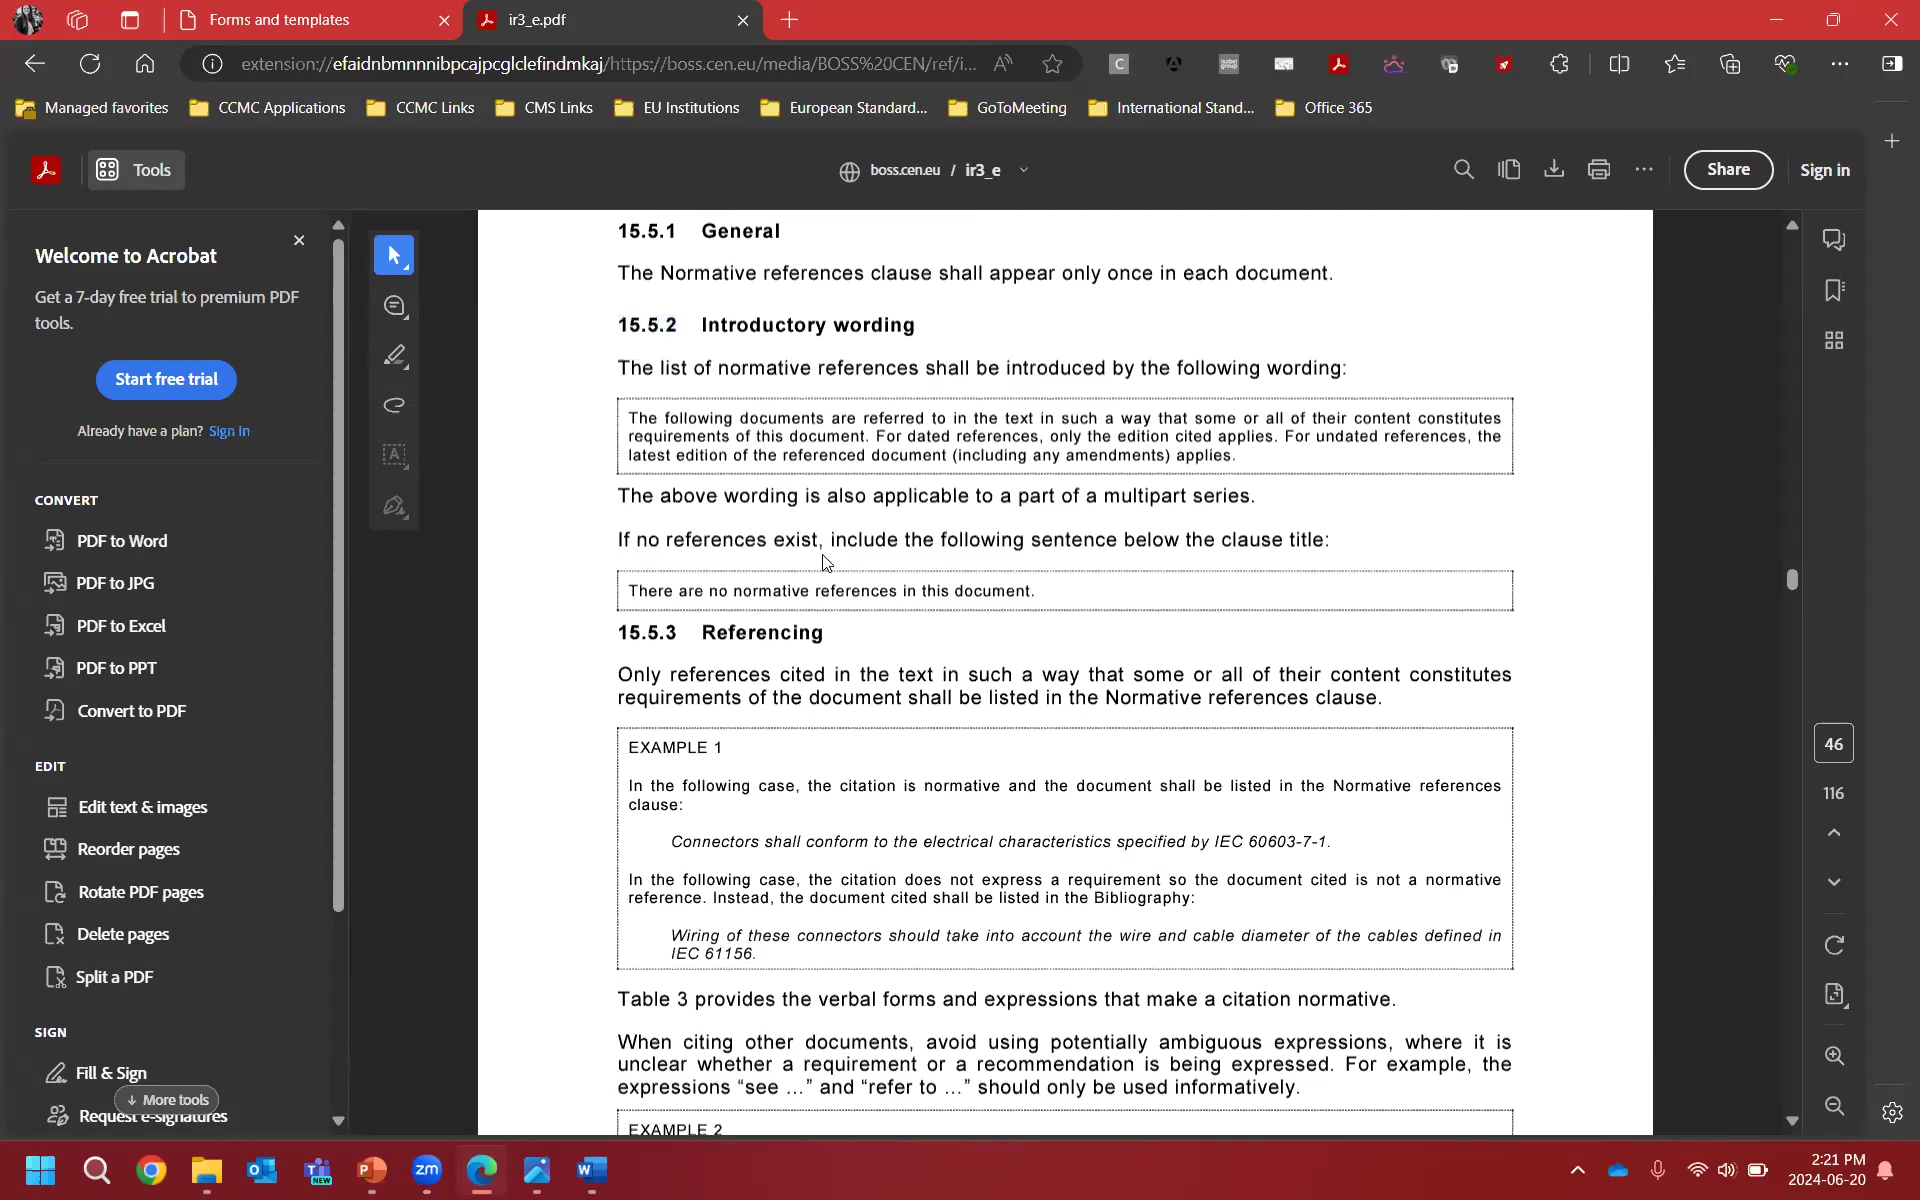 Forms and templates
ir3_e.pdf
extension://efaidnbmnnnibpcajpcglclefindmkaj/https://boss.cen.eu/media/BOSS%20CEN/ref/i...
Managed favorites
CCMC Applications
CCMC Links
CMS Links
EU Institutions
European Standard...
GoToMeeting
International Stand...
Office 365
Tools
boss.cen.eu / ir3_e
Share
Sign in
Welcome to Acrobat
Get a 7-day free trial to premium PDF
tools.
Start free trial
Already have a plan? Sign in
CONVERT
PDF to Word
PDF to JPG
PDF to Excel
PDF to PPT
Convert to PDF
EDIT
Edit text & images
Reorder pages
Rotate PDF pages
Delete pages
Split a PDF
SIGN
Fill & Sign
More tools
Request e-signatures
15.5.1 General
The Normative references clause shall appear only once in each document.
15.5.2 Introductory wording
The list of normative references shall be introduced by the following wording:
The following documents are referred to in the text in such a way that some or all of their content constitutes
requirements of this document. For dated references, only the edition cited applies. For undated references, the
latest edition of the referenced document (including any amendments) applies.
The above wording is also applicable to a part of a multipart series.
If no references exist, include the following sentence below the clause title:
There are no normative references in this document.
15.5.3 Referencing
Only references cited in the text in such a way that some or all of their content constitutes
requirements of the document shall be listed in the Normative references clause.
EXAMPLE 1
In the following case, the citation is normative and the document shall be listed in the Normative references
clause:
Connectors shall conform to the electrical characteristics specified by IEC 60603-7-1.
In the following case, the citation does not express a requirement so the document cited is not a normative
reference. Instead, the document cited shall be listed in the Bibliography:
Wiring of these connectors should take into account the wire and cable diameter of the cables defined in
IEC 61156.
Table 3 provides the verbal forms and expressions that make a citation normative.
When citing other documents, avoid using potentially ambiguous expressions, where it is
unclear whether a requirement or a recommendation is being expressed. For example, the
expressions “see ...” and “refer to ...” should only be used informatively.
EXAMPLE 2
46
116
zm
NEW
2:21 PM
2024-06-20